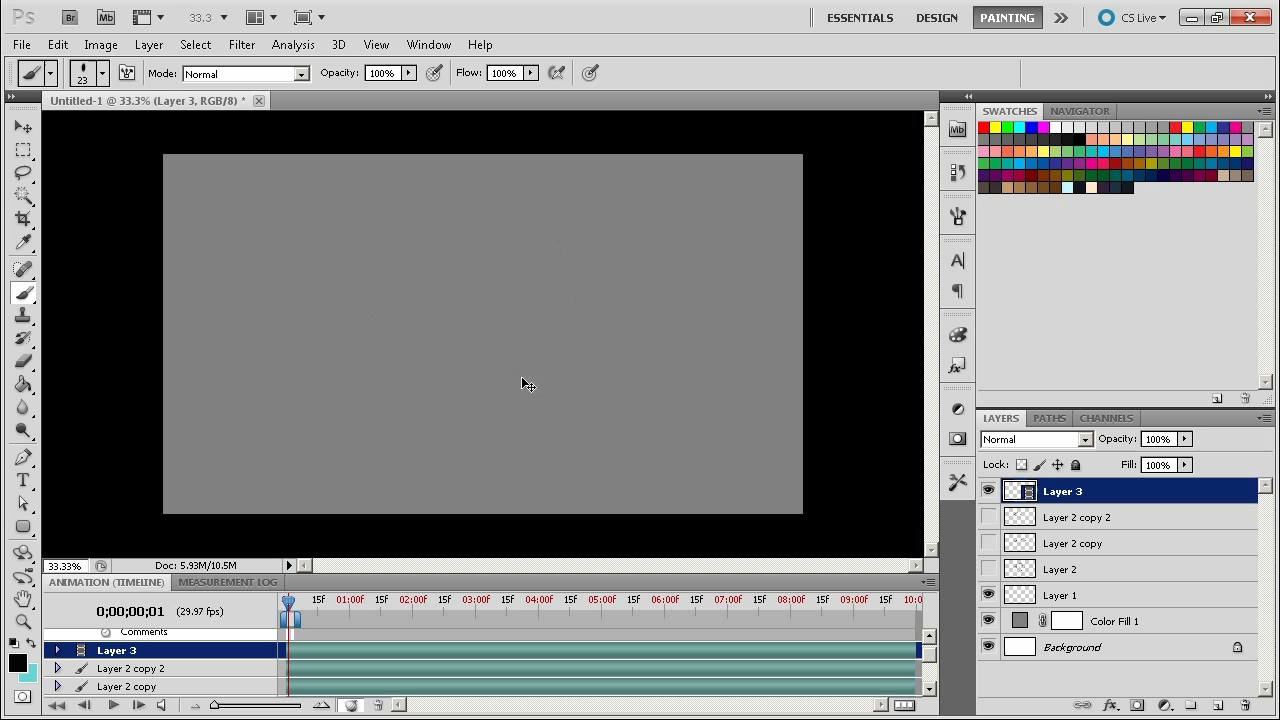 Ps Br Mb 33.3 ESSENTIALS DESIGN PAINTING CS Live
File Edit Image Layer Select Filter Analysis 3D View Window Help
23 Mode: Normal Opacity: 100% Flow: 100%
Untitled-1 @ 33.3% (Layer 3, RGB/8) *
SWATCHES NAVIGATOR
Mb
A
LAYERS PATHS CHANNELS
Normal Opacity: 100%
Lock: Fill: 100%
Layer 3
Layer 2 copy 2
Layer 2 copy
Layer 2
Layer 1
Color Fill 1
Background
fx
T
33.33% Doc: 5.93M/10.5M
ANIMATION (TIMELINE) MEASUREMENT LOG
0;00;00;01 (29.97 fps) 15F 01:00F 15F 02:00F 15F 03:00F 15F 04:00F 15F 05:00F 15F 06:00F 15F 07:00F 15F 08:00F 15F 09:00F 15F 10:0
Comments
Layer 3
Layer 2 copy 2
Layer 2 copy
fx